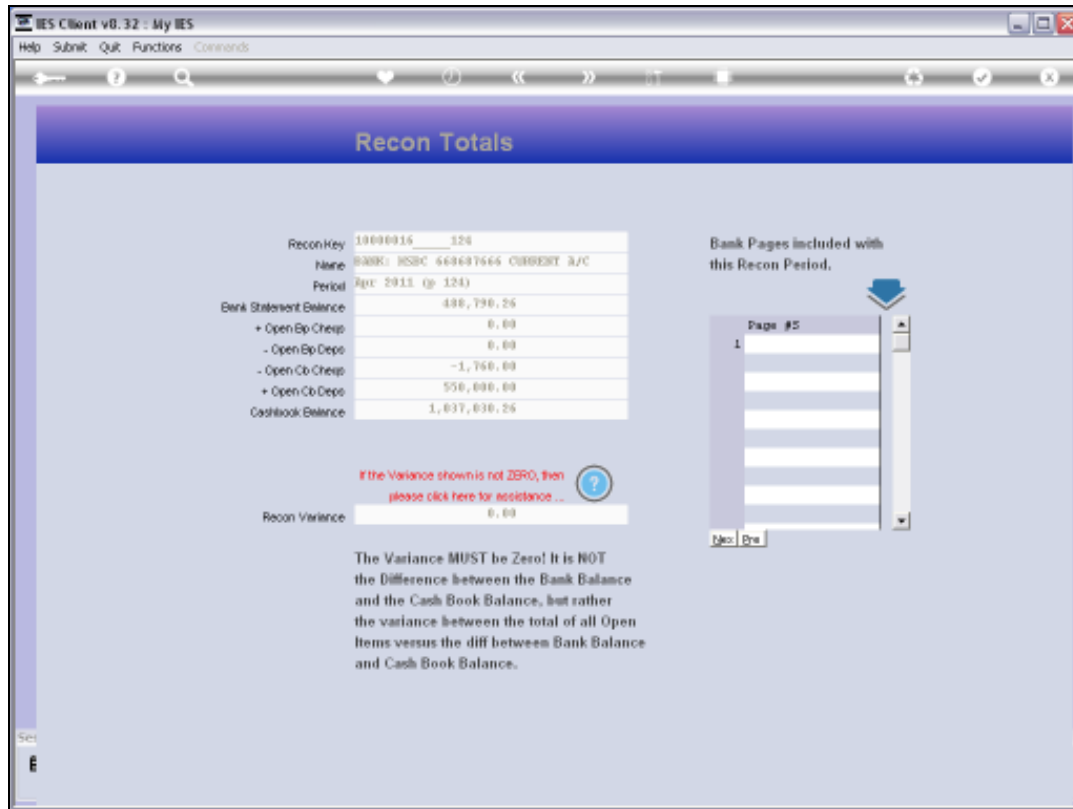 IES Client v8.32 : My IES
Help Submit Quit Functions Commands
Recon Totals
Recon Key 10000016_____124
Name BANK: HSBC 668687666 CURRENT A/C
Period Apr 2011 (p 124)
Bank Statement Balance 488,790.26
+ Open Bp Cheqs 0.00
- Open Bp Deps 0.00
- Open Cb Cheqs -1,760.00
+ Open Cb Deps 550,000.00
Cashbook Balance 1,037,030.26
If the Variance shown is not ZERO, then
please click here for assistance ...
Recon Variance 0.00
The Variance MUST be Zero! It is NOT
the Difference between the Bank Balance
and the Cash Book Balance, but rather
the variance between the total of all Open
Items versus the diff between Bank Balance
and Cash Book Balance.
Bank Pages included with
this Recon Period.
Page #S
1
Nex Pre